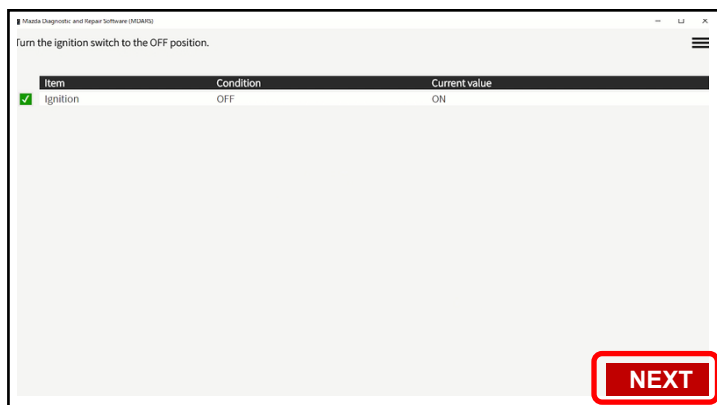 Mazda Diagnostic and Repair Software (MDARS)
Turn the ignition switch to the OFF position.
Item Condition Current value
Ignition OFF ON
NEXT